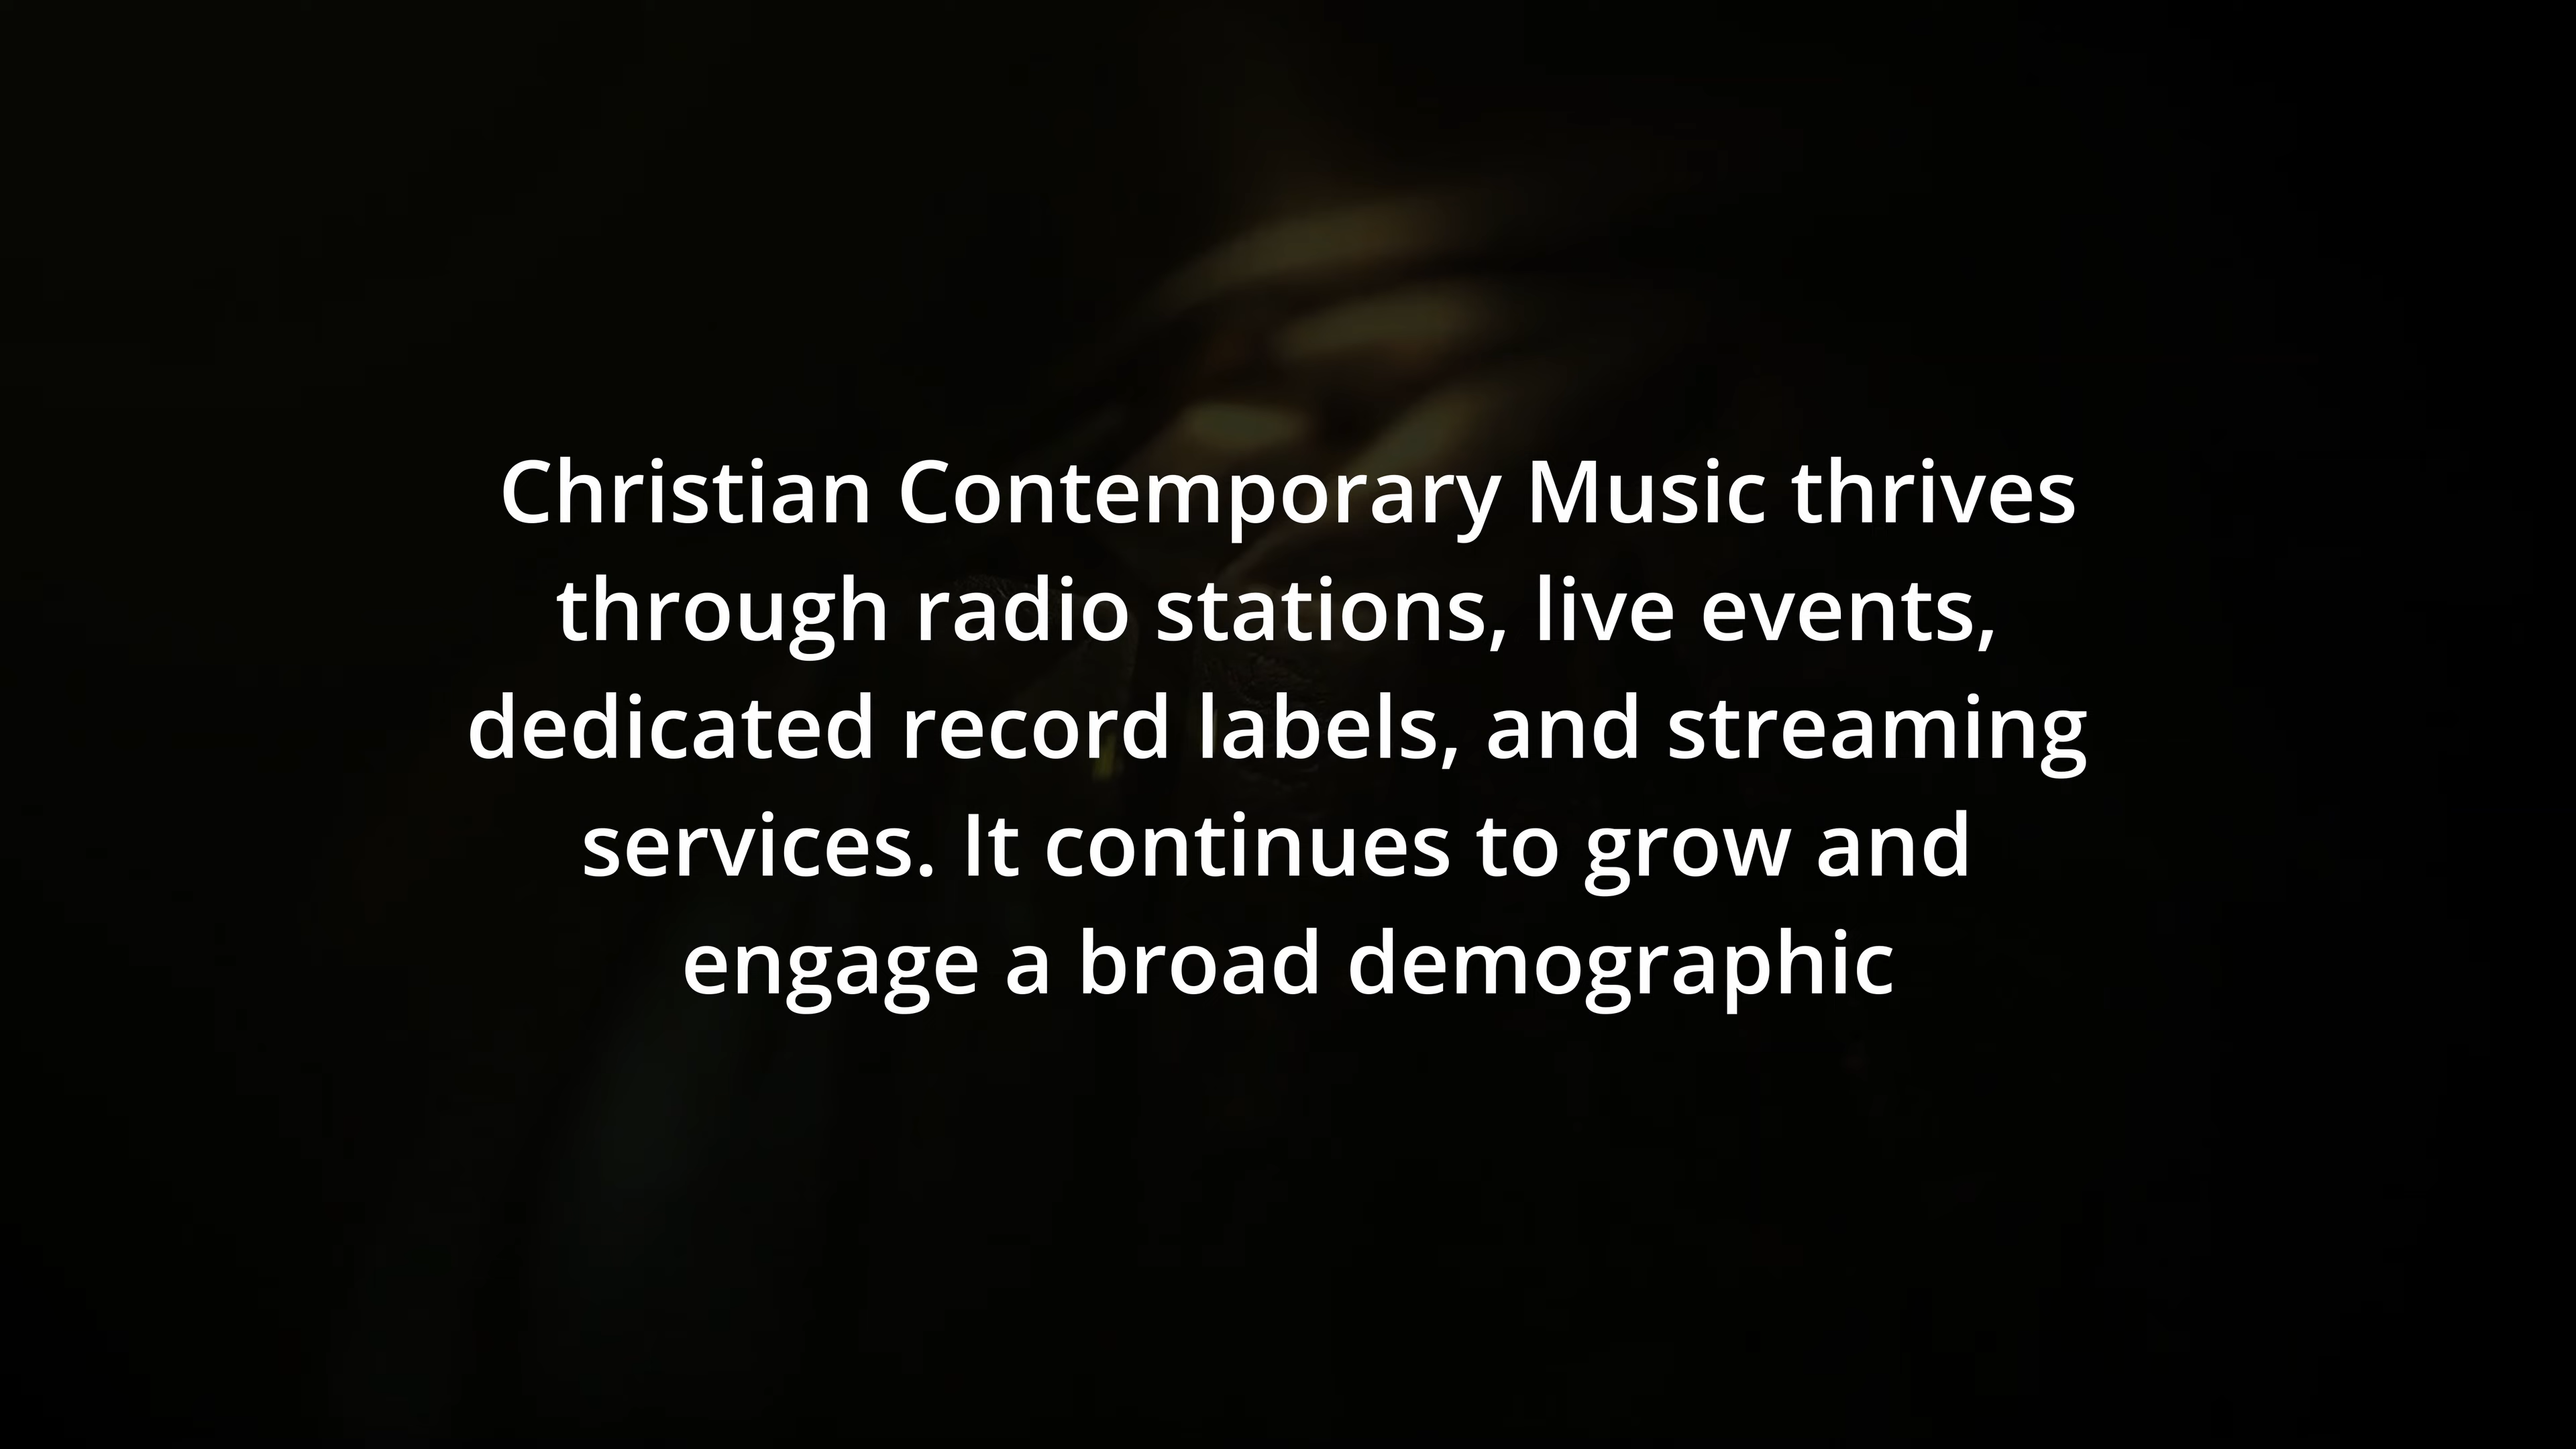 Christian Contemporary Music thrives
through radio stations, live events,
dedicated record labels, and streaming
services. It continues to grow and
engage a broad demographic